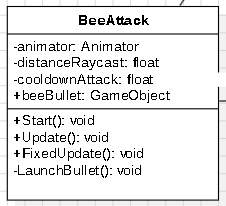 BeeAttack
-animator: Animator
-distanceRaycast: float
-cooldownAttack: float
+beeBullet: GameObject
+Start(): void
+Update(): void
+FixedUpdate(): void
-LaunchBullet(): void